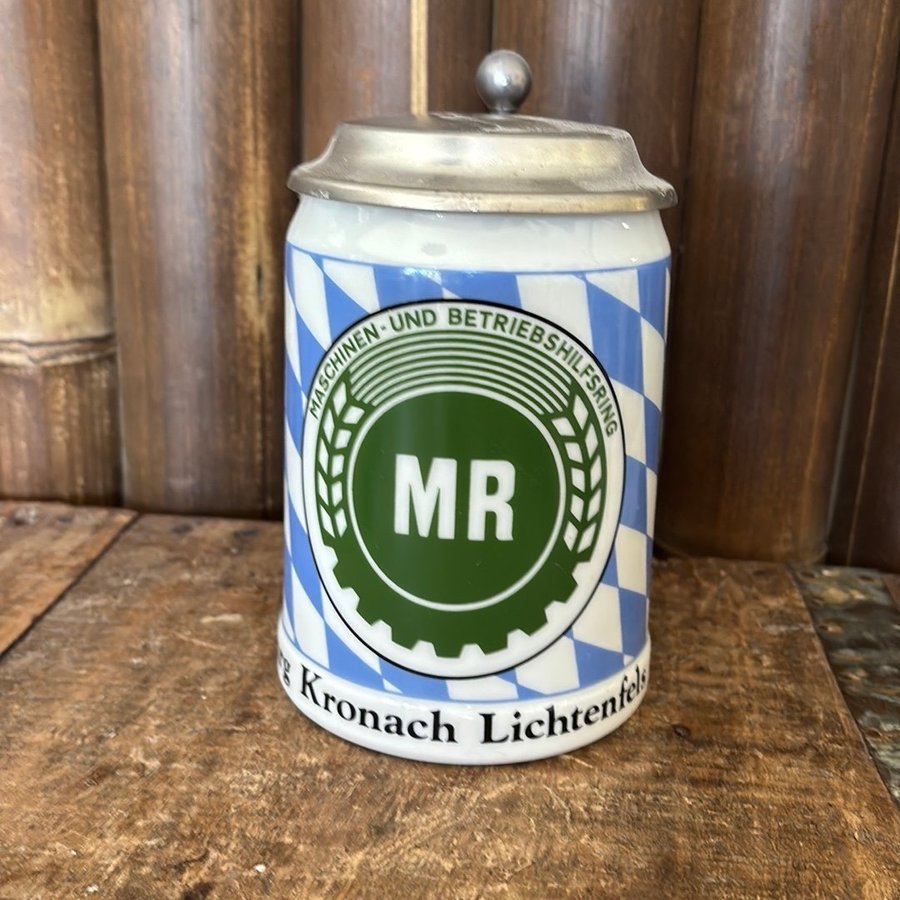 MASCHINEN-UND BETRIEBSHILFSRING
MR
Kronach Lichtenfels